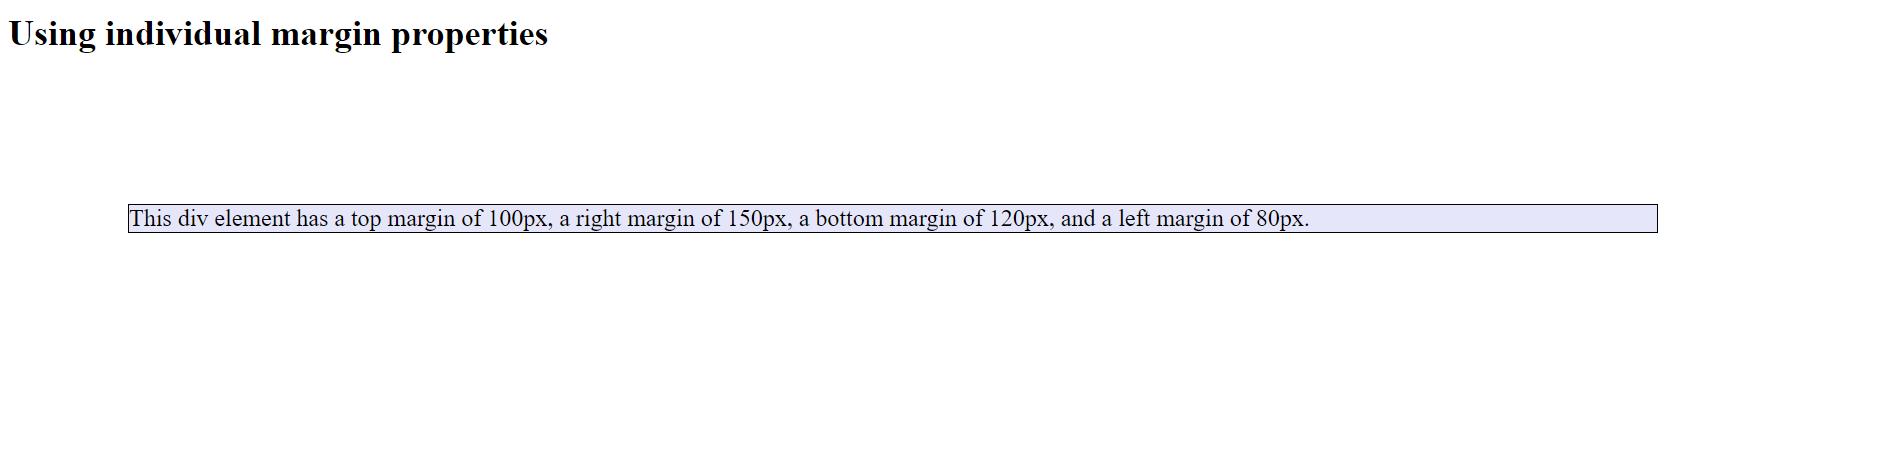 Using individual margin properties
This div element has a top margin of 100px, a right margin of 150px, a bottom margin of 120px, and a left margin of 80px.